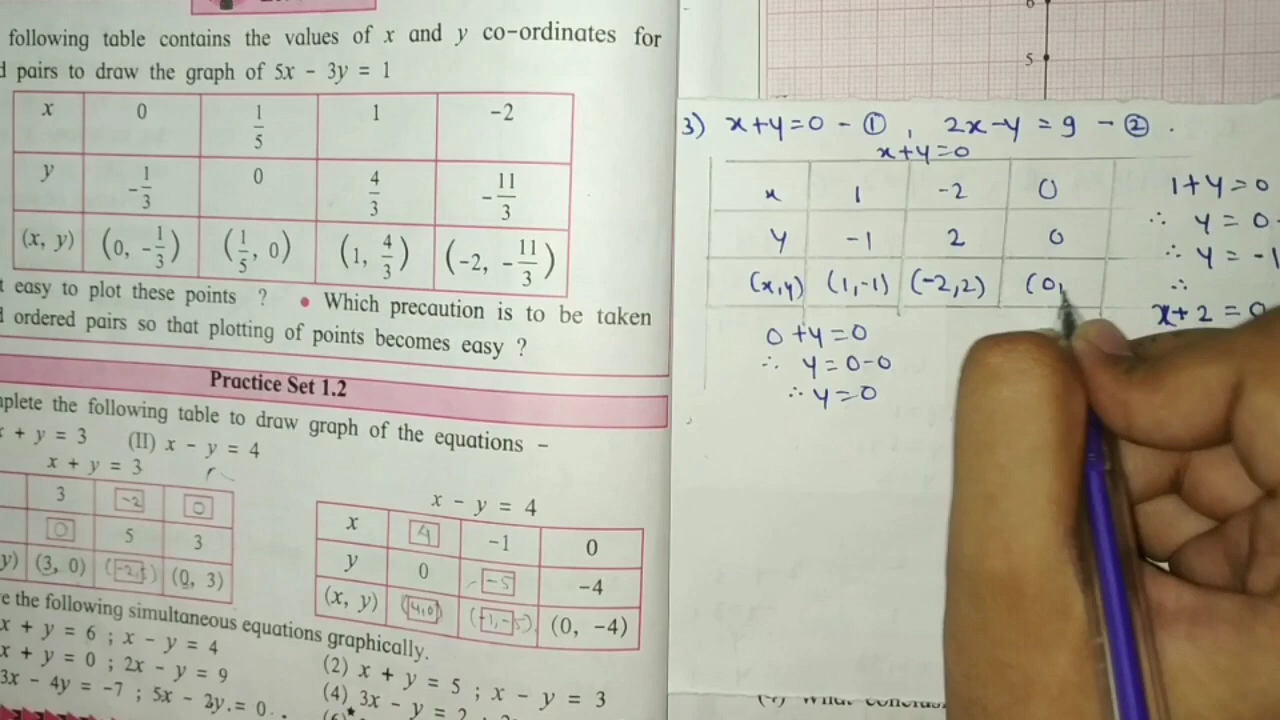 following table contains the values of x and y co-ordinates for
pairs to draw the graph of 5x - 3y = 1
x 0 1/5 1 -2
y -1/3 0 4/3 -11/3
(x, y) (0, -1/3) (1/5, 0) (1, 4/3) (-2, -11/3)
easy to plot these points ? • Which precaution is to be taken
ordered pairs so that plotting of points becomes easy ?
Practice Set 1.2
the following table to draw graph of the equations -
x + y = 3 (II) x - y = 4
x + y = 3
3 -2 0
0 5 3
y) (3, 0) (-2,5) (0, 3)
x - y = 4
x 4 -1 0
y 0 -5 -4
(x, y) (4,0) (-1,-5) (0, -4)
the following simultaneous equations graphically.
x + y = 6 ; x - y = 4
(2) x + y = 5 ; x - y = 3
x + y = 0 ; 2x - y = 9
(4) 3x - y = 2
3x - 4y = -7 ; 5x - 2y = 0
5
3) x+y=0 - ① , 2x-y = 9 - ② .
x+y=0
x 1 -2 0
y -1 2 0
(x,y) (1,-1) (-2,2) (0,
1+y=0
∴ y = 0-
∴ y = -1
∴
x+2=0
0+y=0
∴ y=0-0
∴ y=0